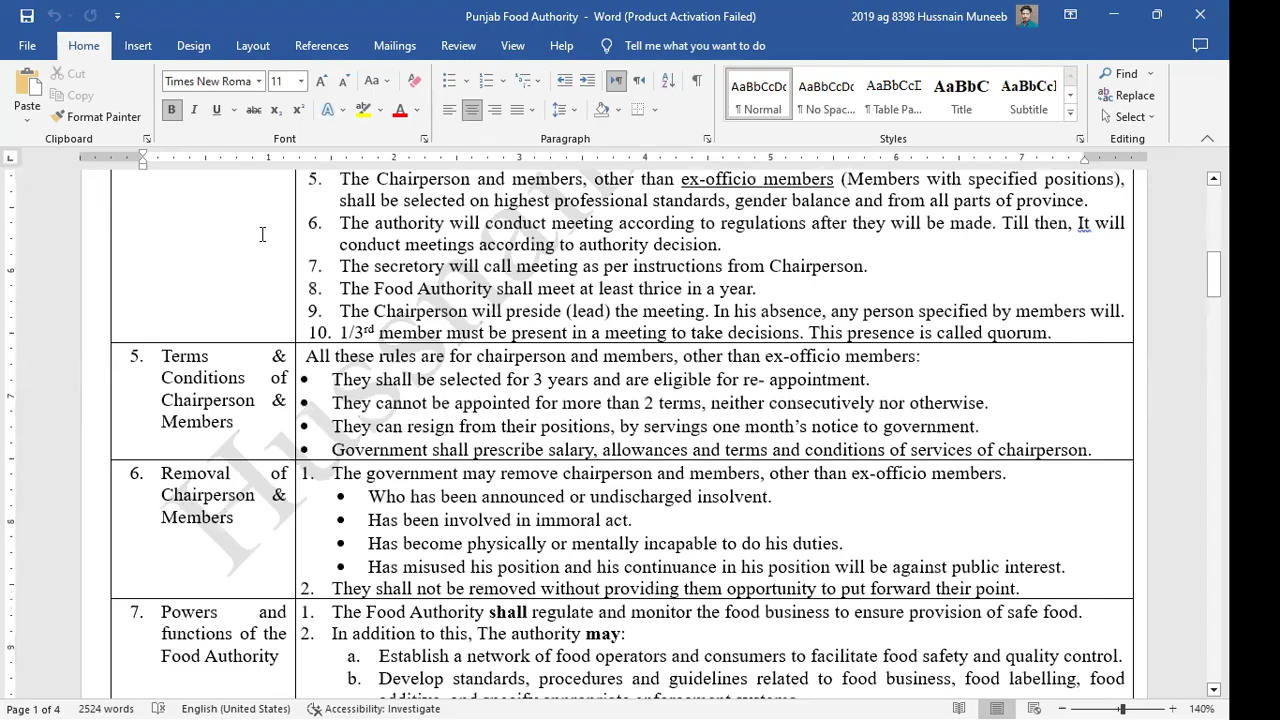 Punjab Food Authority - Word (Product Activation Failed)
2019 ag 8398 Hussnain Muneeb
File Home Insert Design Layout References Mailings Review View Help Tell me what you want to do
Cut
Copy
Format Painter
Paste
Clipboard
Times New Roma 11
Font
Paragraph
AaBbCcDc AaBbCcDc AaBbCcD AaBbC AaBbCcl
¶ Normal ¶ No Spac... ¶ Table Pa... Title Subtitle
Styles
Find
Replace
Select
Editing
1 2 3 4 5 6 7
5. The Chairperson and members, other than ex-officio members (Members with specified positions),
shall be selected on highest professional standards, gender balance and from all parts of province.
6. The authority will conduct meeting according to regulations after they will be made. Till then, It will
conduct meetings according to authority decision.
7. The secretory will call meeting as per instructions from Chairperson.
8. The Food Authority shall meet at least thrice in a year.
9. The Chairperson will preside (lead) the meeting. In his absence, any person specified by members will.
10. 1/3rd member must be present in a meeting to take decisions. This presence is called quorum.
5. Terms & Conditions of Chairperson & Members
All these rules are for chairperson and members, other than ex-officio members:
• They shall be selected for 3 years and are eligible for re- appointment.
• They cannot be appointed for more than 2 terms, neither consecutively nor otherwise.
• They can resign from their positions, by servings one month’s notice to government.
• Government shall prescribe salary, allowances and terms and conditions of services of chairperson.
6. Removal of Chairperson & Members
1. The government may remove chairperson and members, other than ex-officio members.
• Who has been announced or undischarged insolvent.
• Has been involved in immoral act.
• Has become physically or mentally incapable to do his duties.
• Has misused his position and his continuance in his position will be against public interest.
2. They shall not be removed without providing them opportunity to put forward their point.
7. Powers and functions of the Food Authority
1. The Food Authority shall regulate and monitor the food business to ensure provision of safe food.
2. In addition to this, The authority may:
a. Establish a network of food operators and consumers to facilitate food safety and quality control.
b. Develop standards, procedures and guidelines related to food business, food labelling, food
Hussnain
Page 1 of 4 2524 words English (United States) Accessibility: Investigate 140%